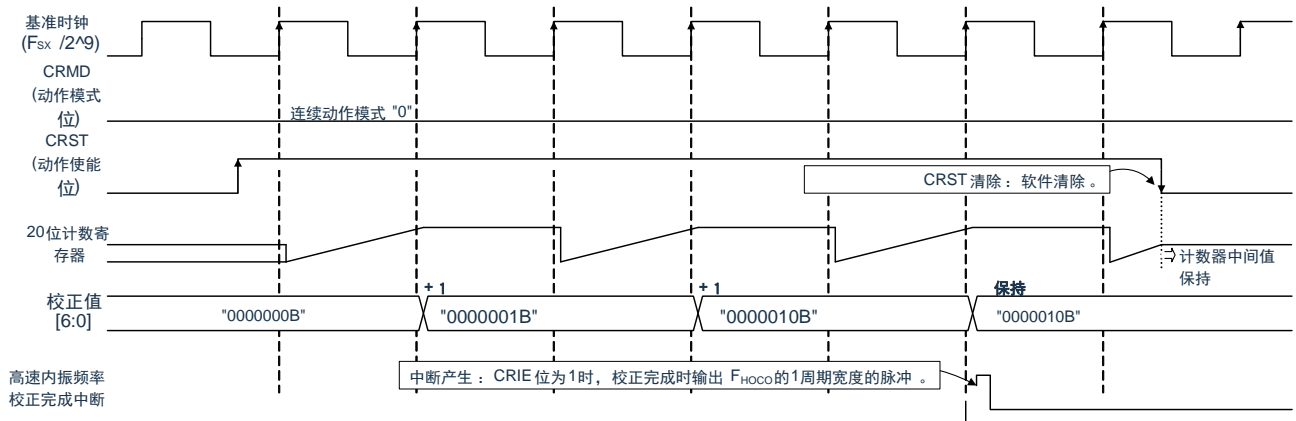 基准时钟
(FSX /2^9)
CRMD
(动作模式
位)
连续动作模式 "0"
CRST
(动作使能
位)
CRST 清除：软件清除 。
20位计数寄
存器
计数器中间值
保持
校正值
[6:0]
"0000000B"
+ 1
"0000001B"
+ 1
"0000010B"
保持
"0000010B"
高速内振频率
校正完成中断
中断产生：CRIE 位为1时，校正完成时输出 FHOCO的1周期宽度的脉冲 。